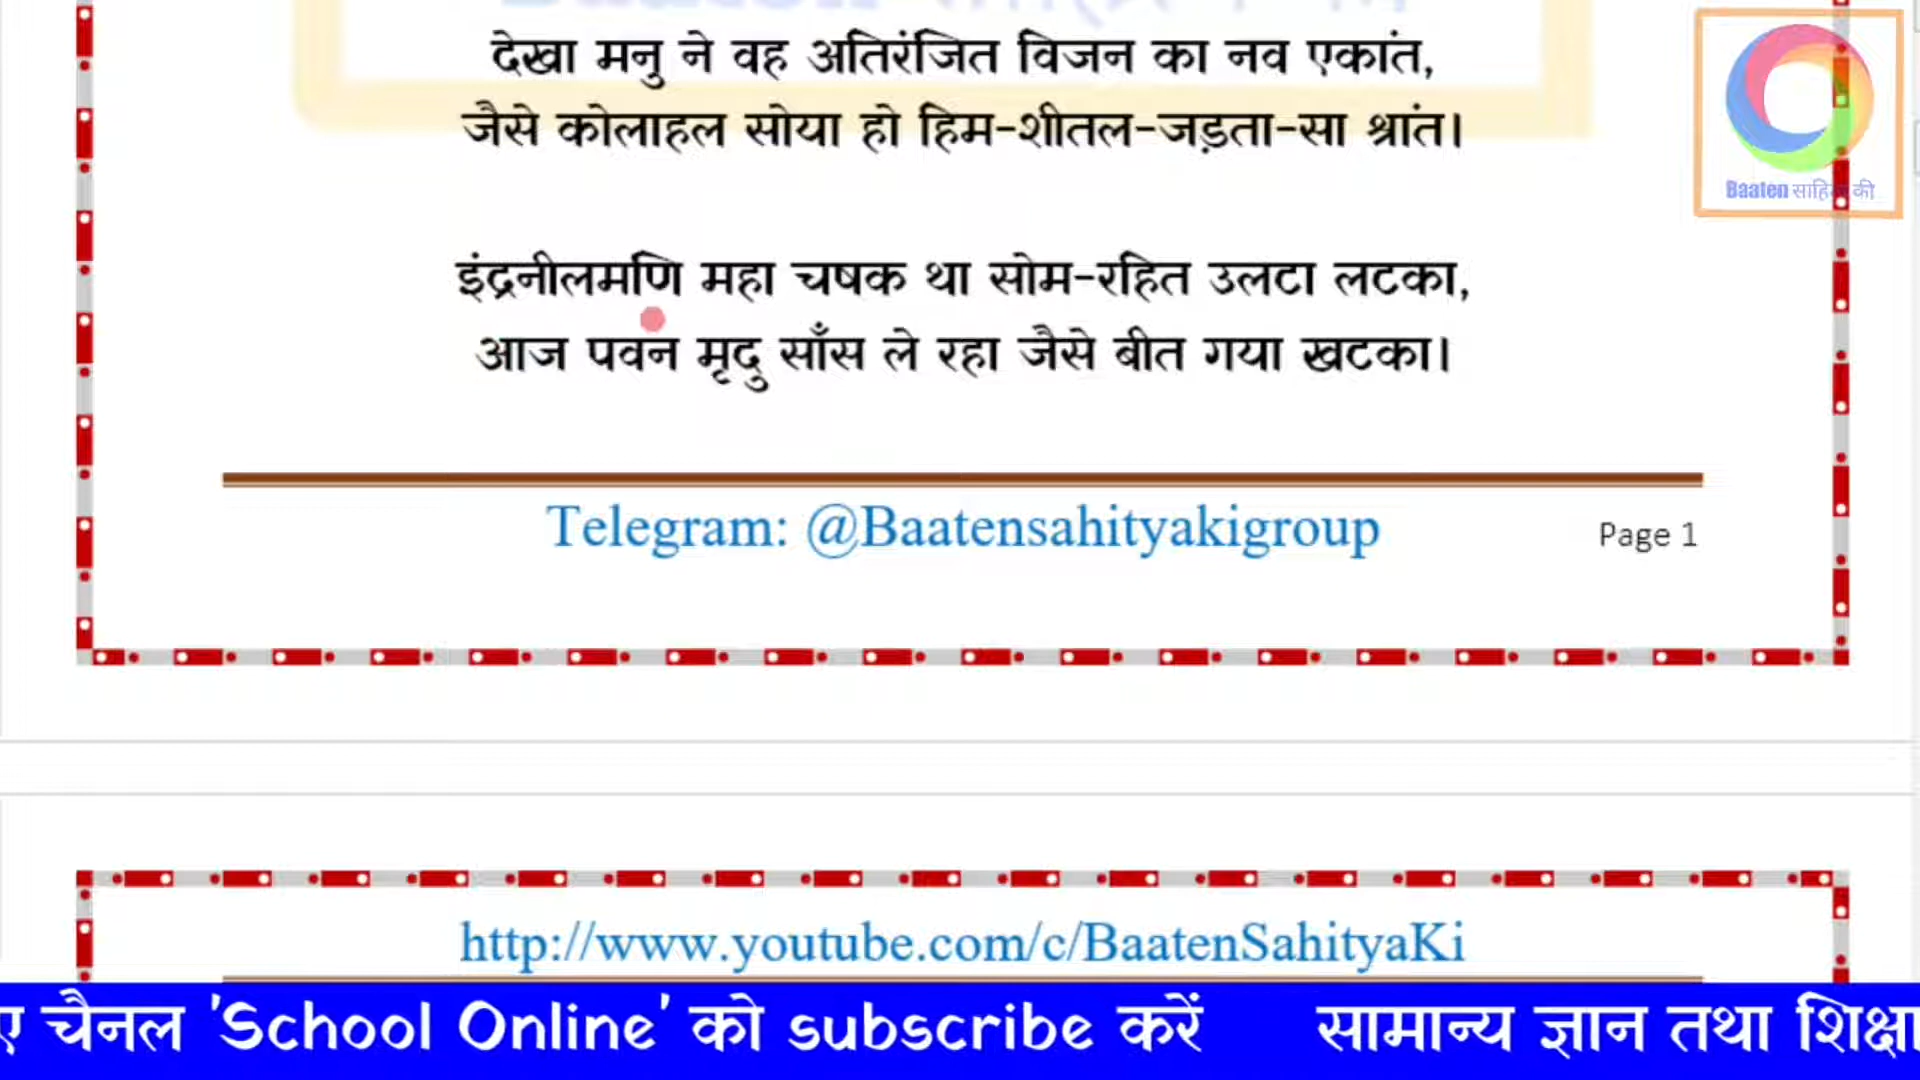 देखा मनु ने वह अतिरंजित विजन का नव एकांत,
जैसे कोलाहल सोया हो हिम-शीतल-जड़ता-सा श्रांत।
Baaten साहित्य की
इंद्रनीलमणि महा चषक था सोम-रहित उलटा लटका,
आज पवन मृदु साँस ले रहा जैसे बीत गया खटका।
Telegram: @Baatensahityakigroup
Page 1
http://www.youtube.com/c/BaatenSahityaKi
ए चैनल 'School Online' को subscribe करें सामान्य ज्ञान तथा शिक्षा